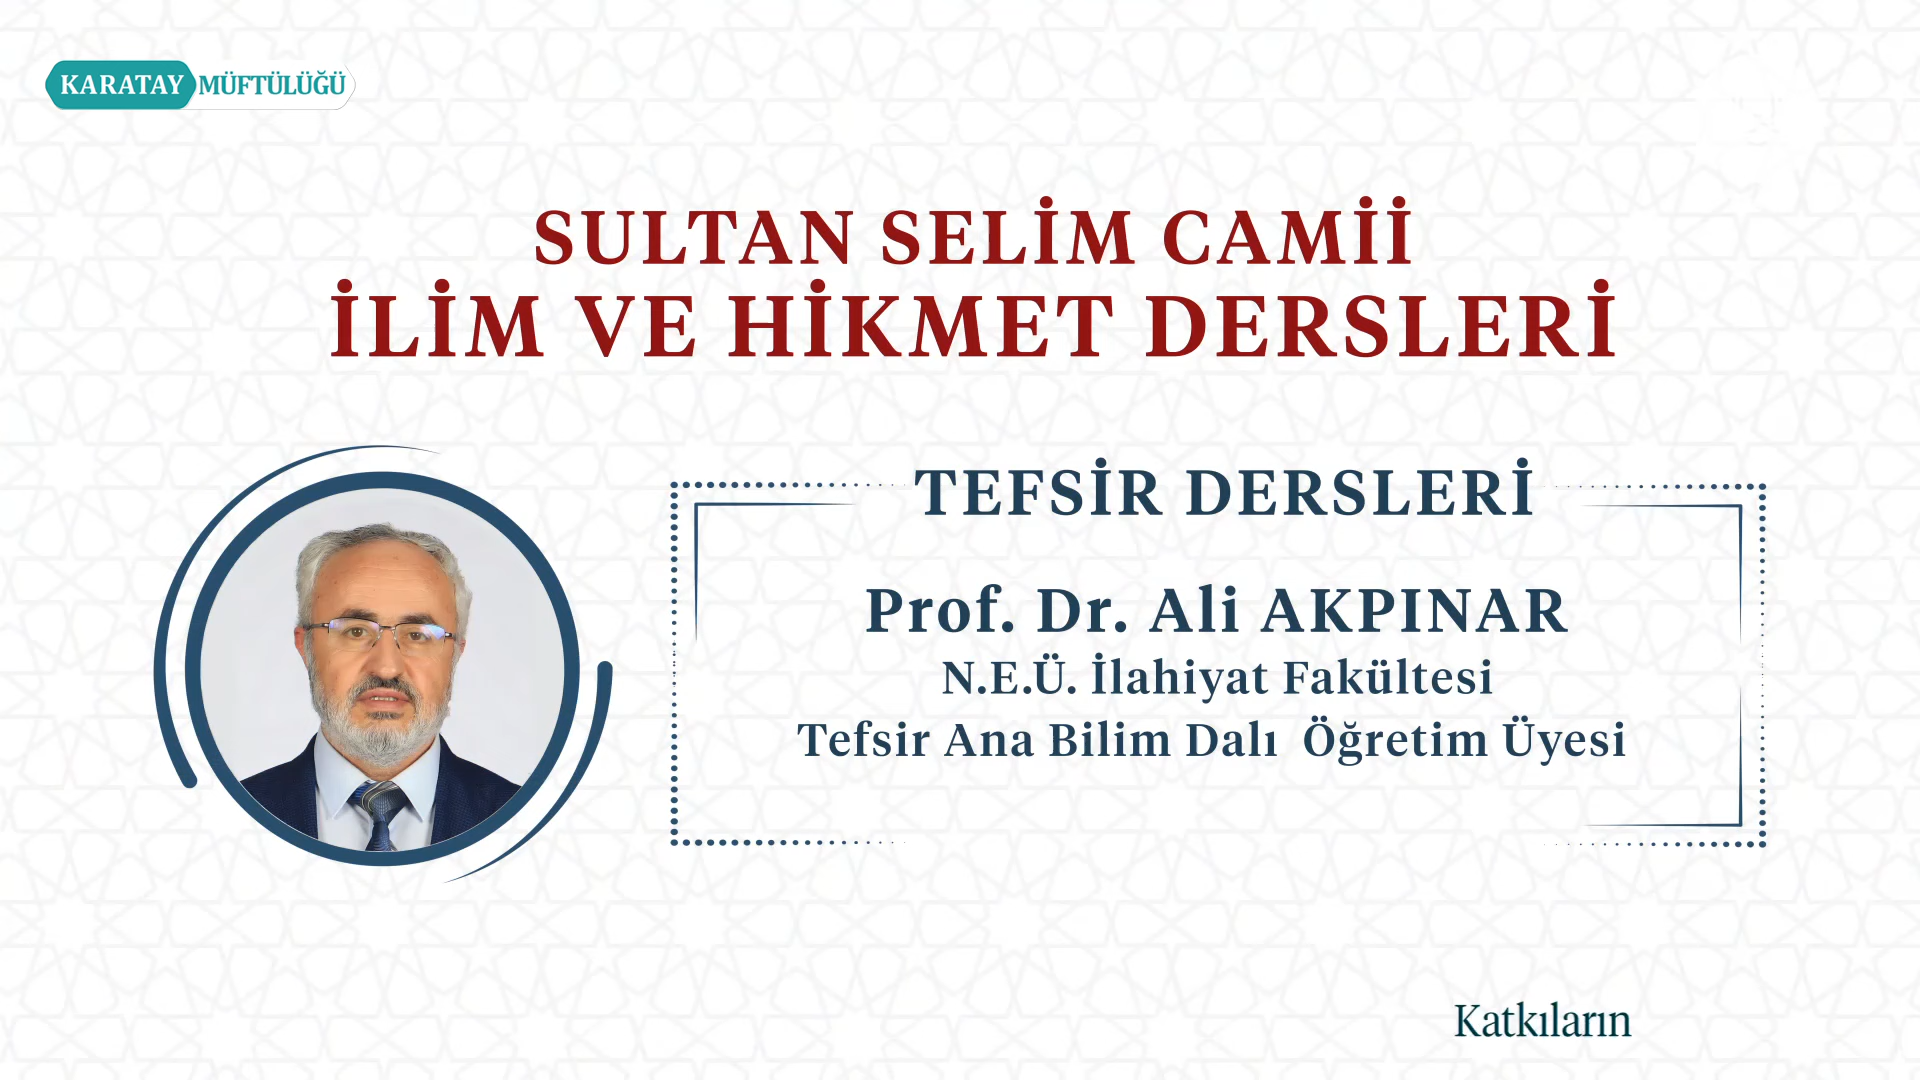 KARATAY MÜFTÜLÜĞÜ
SULTAN SELİM CAMİİ
İLİM VE HİKMET DERSLERİ
TEFSİR DERSLERİ
Prof. Dr. Ali AKPINAR
N.E.Ü. İlahiyat Fakültesi
Tefsir Ana Bilim Dalı Öğretim Üyesi
Katkıların